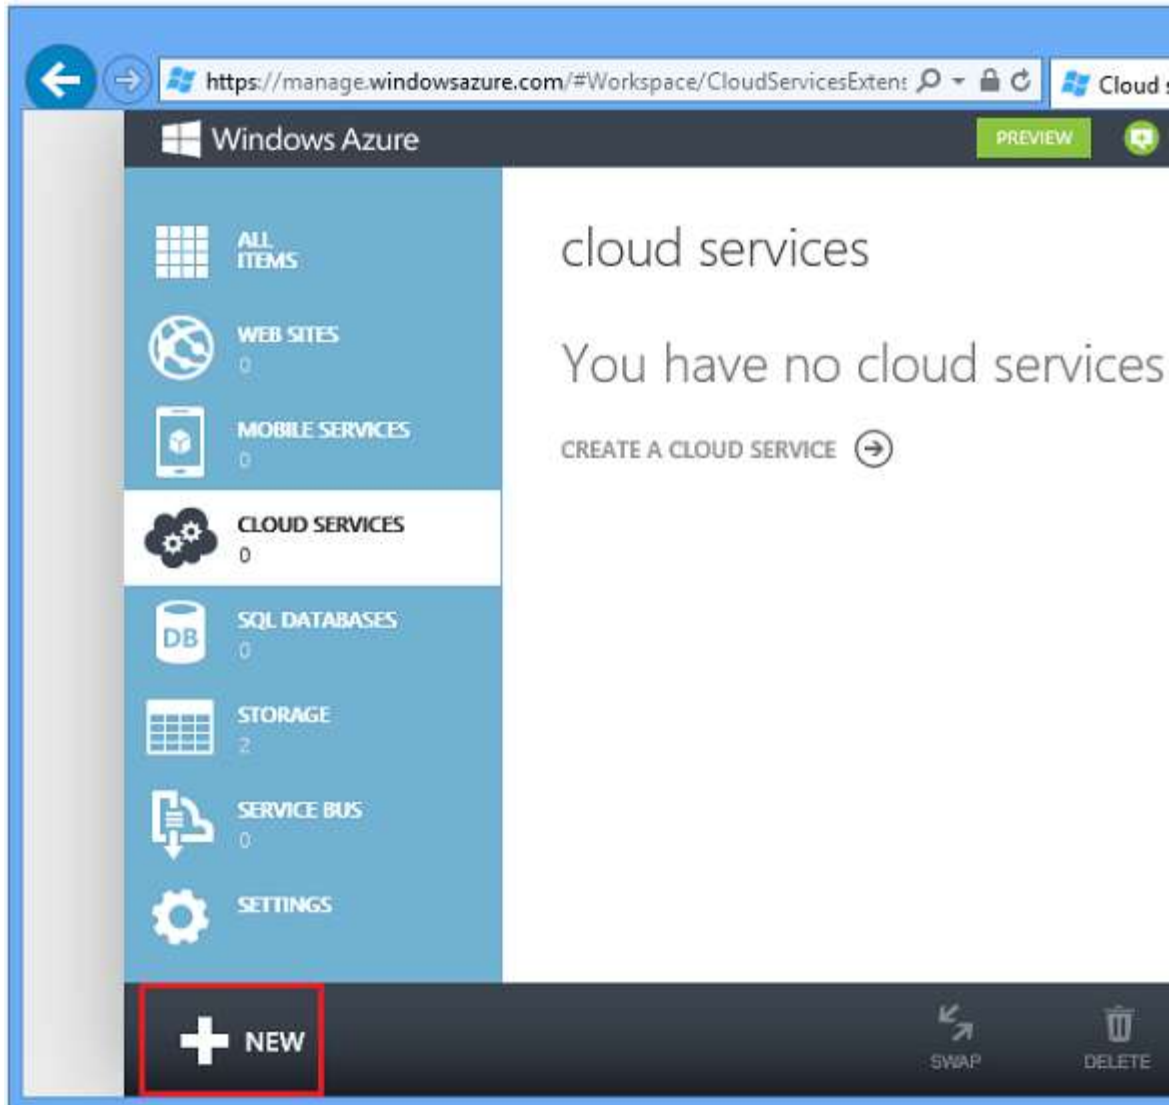 https://manage.windowsazure.com/#Workspace/CloudServicesExten
Cloud s
Windows Azure
PREVIEW
ALL
ITEMS
WEB SITES
0
MOBILE SERVICES
0
CLOUD SERVICES
0
DB
SQL DATABASES
0
STORAGE
2
SERVICE BUS
0
SETTINGS
cloud services
You have no cloud services
CREATE A CLOUD SERVICE
NEW
SWAP
DELETE